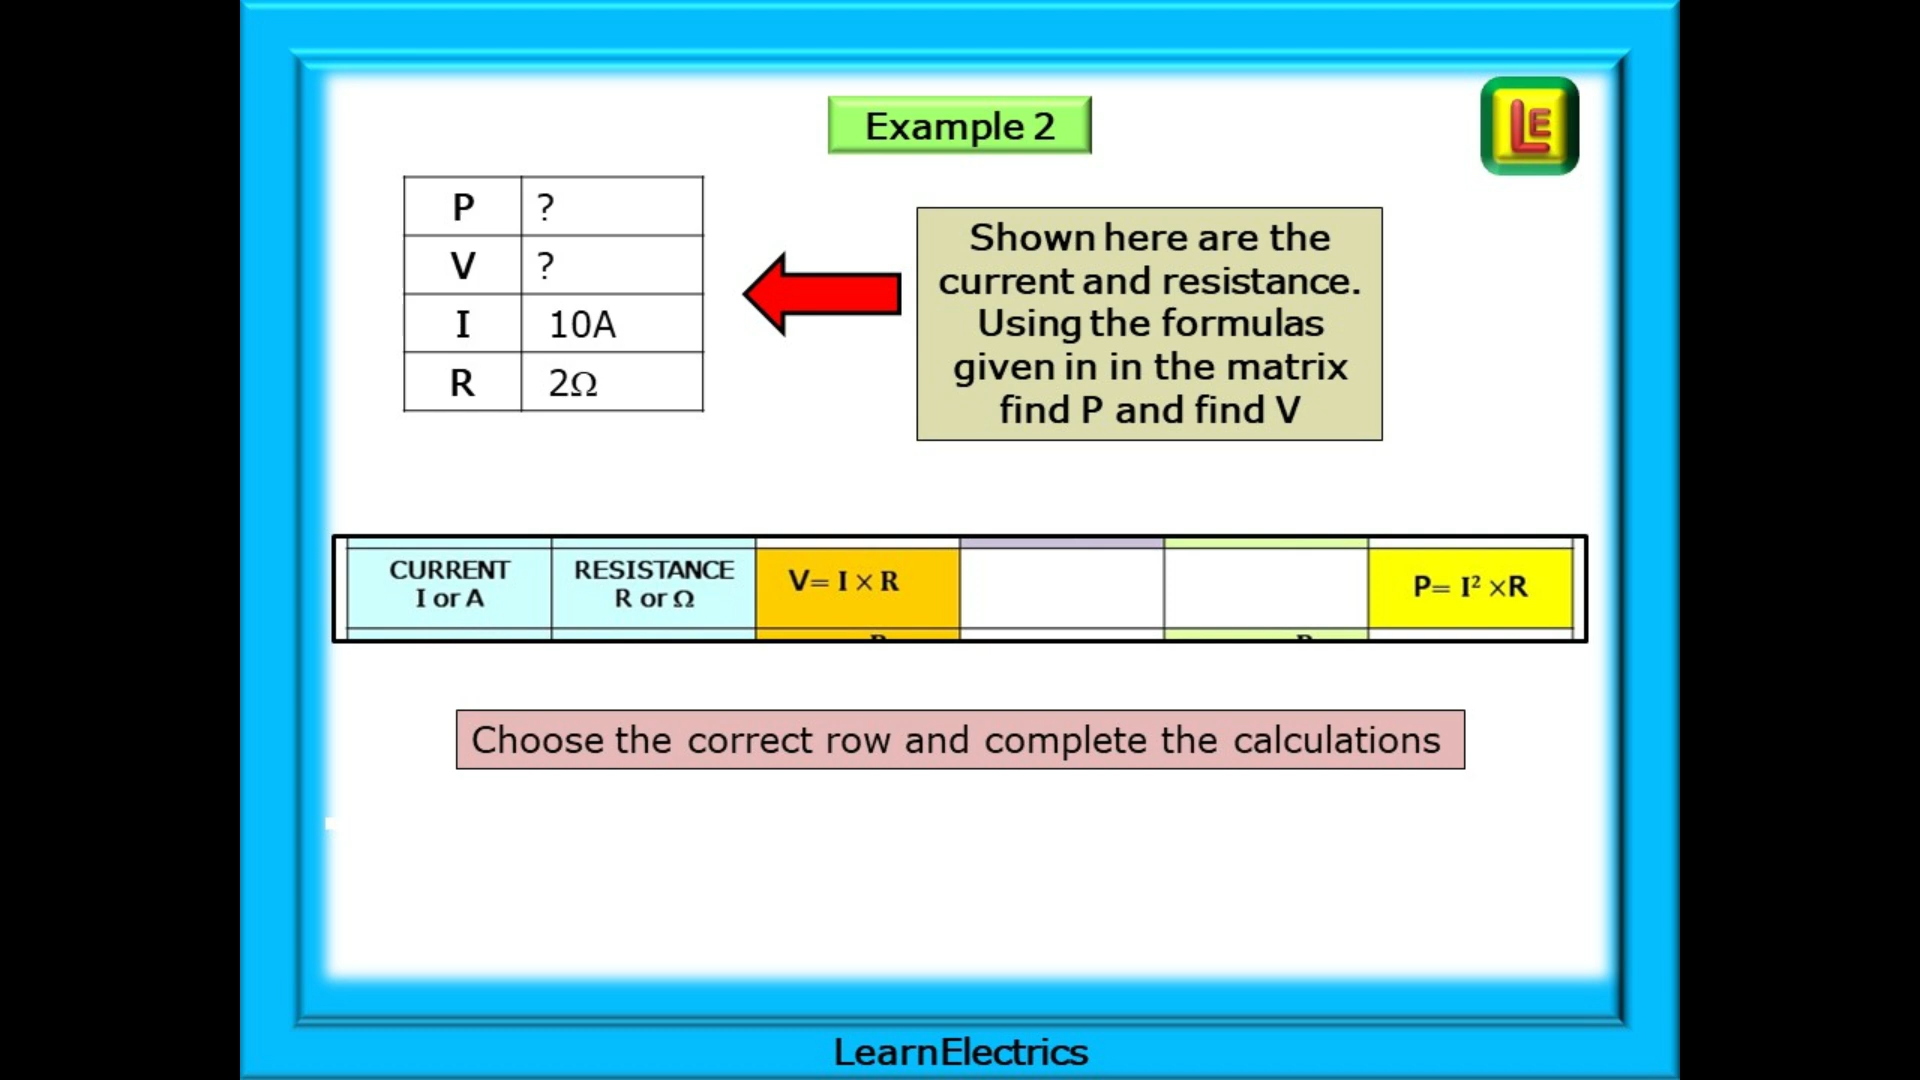 Example 2
LE
P ?
V ?
I 10A
R 2Ω
Shown here are the
current and resistance.
Using the formulas
given in in the matrix
find P and find V
CURRENT
I or A
RESISTANCE
R or Ω
V= I × R
P= I² ×R
Choose the correct row and complete the calculations
LearnElectrics